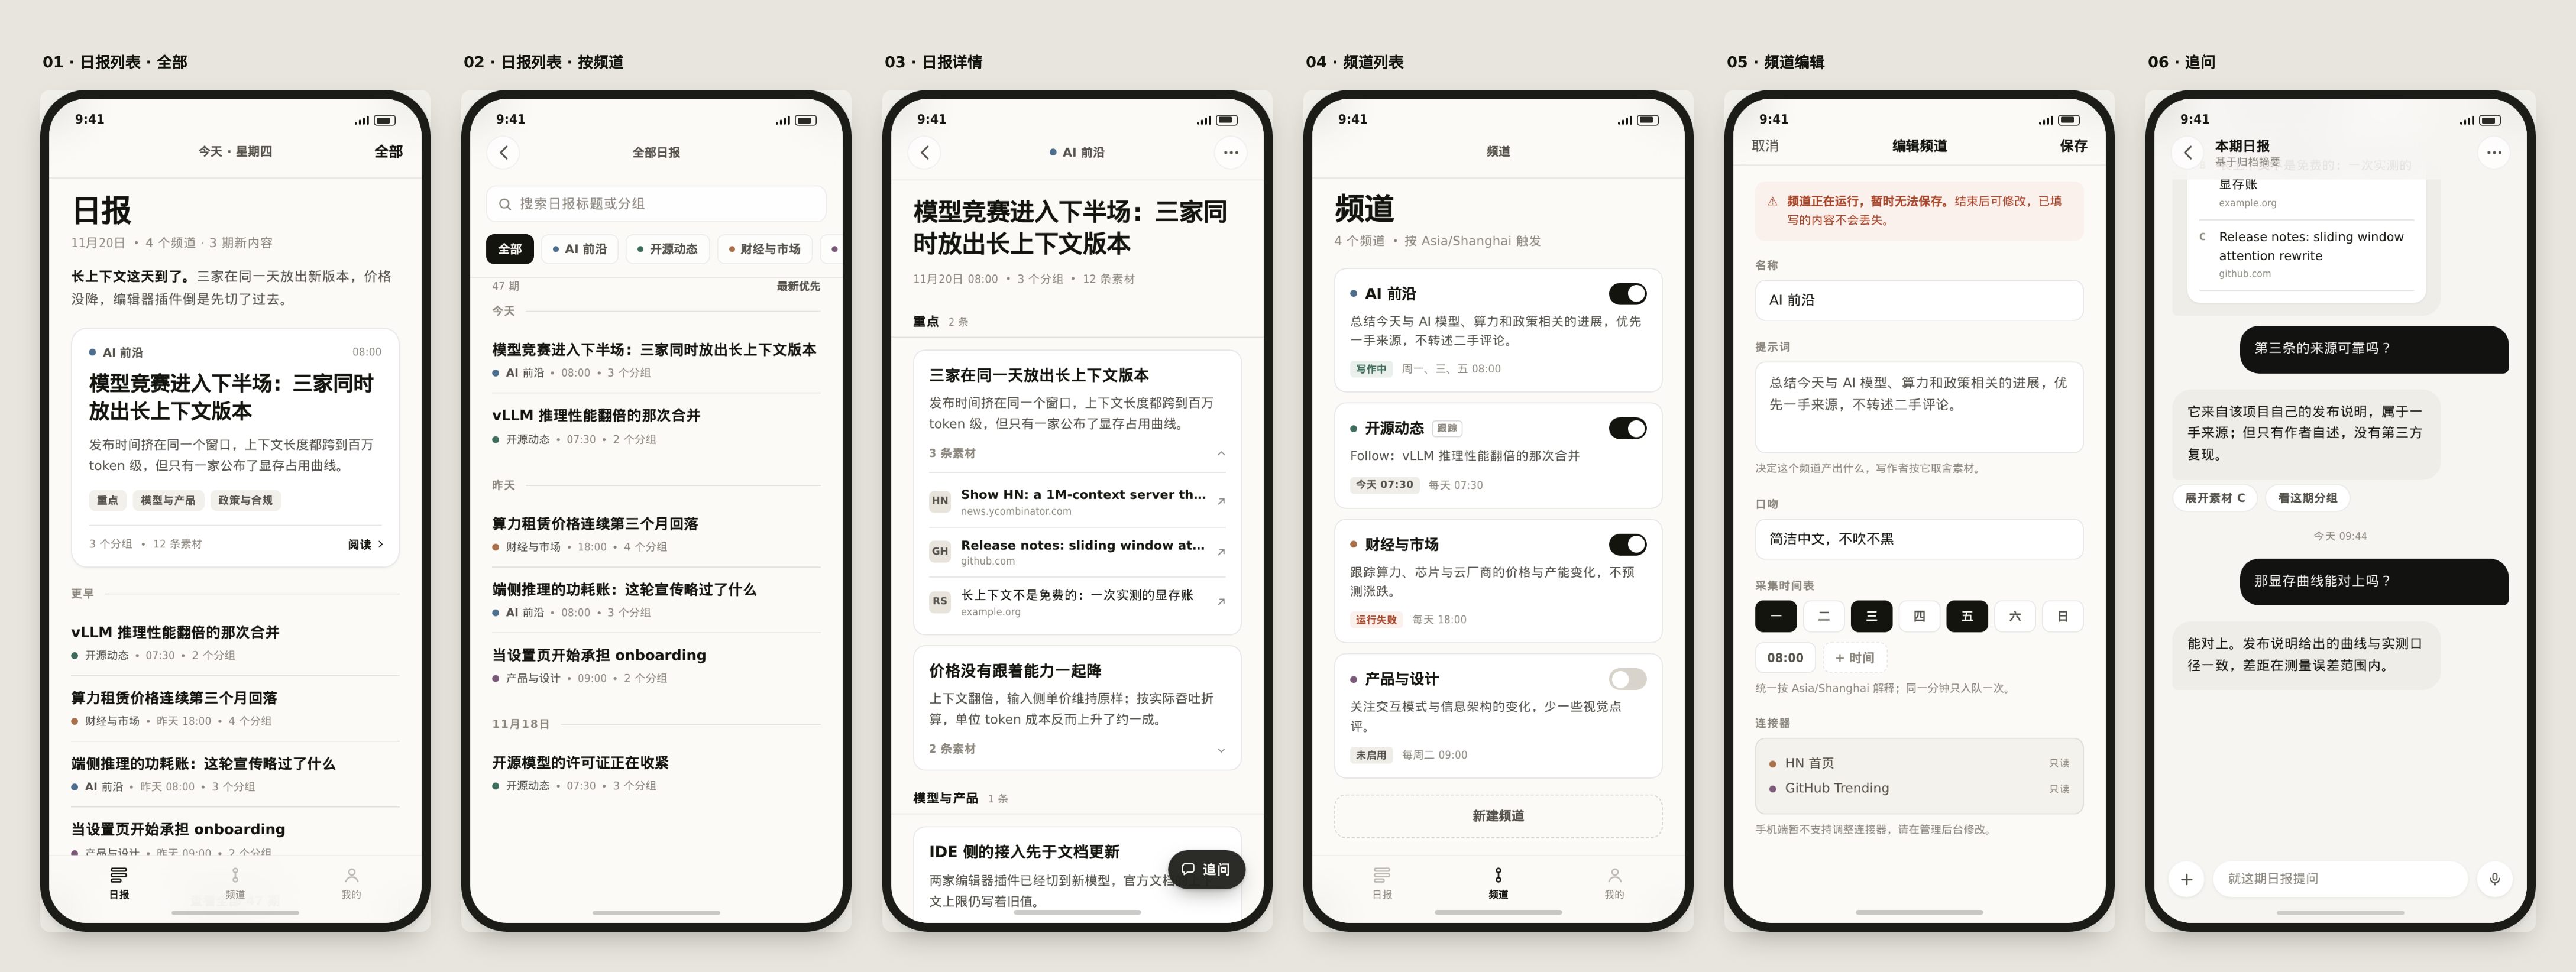 01 · 日报列表 · 全部
9:41
今天 · 星期四
全部
日报
11月20日 • 4 个频道 · 3 期新内容
长上下文这天到了。三家在同一天放出新版本，价格
没降，编辑器插件倒是先切了过去。
AI 前沿
08:00
模型竞赛进入下半场：三家同时
放出长上下文版本
发布时间挤在同一个窗口，上下文长度都跨到百万
token 级，但只有一家公布了显存占用曲线。
重点
模型与产品
政策与合规
3 个分组 • 12 条素材
阅读
更早
vLLM 推理性能翻倍的那次合并
开源动态 • 07:30 • 2 个分组
算力租赁价格连续第三个月回落
财经与市场 • 昨天 18:00 • 4 个分组
端侧推理的功耗账：这轮宣传略过了什么
AI 前沿 • 昨天 08:00 • 3 个分组
当设置页开始承担 onboarding
产品与设计 • 昨天 09:00 • 2 个分组
日报
频道
我的
02 · 日报列表 · 按频道
9:41
全部日报
搜索日报标题或分组
全部
AI 前沿
开源动态
财经与市场
47 期
最新优先
今天
模型竞赛进入下半场：三家同时放出长上下文版本
AI 前沿 • 08:00 • 3 个分组
vLLM 推理性能翻倍的那次合并
开源动态 • 07:30 • 2 个分组
昨天
算力租赁价格连续第三个月回落
财经与市场 • 18:00 • 4 个分组
端侧推理的功耗账：这轮宣传略过了什么
AI 前沿 • 08:00 • 3 个分组
当设置页开始承担 onboarding
产品与设计 • 09:00 • 2 个分组
11月18日
开源模型的许可证正在收紧
开源动态 • 07:30 • 3 个分组
03 · 日报详情
9:41
AI 前沿
模型竞赛进入下半场：三家同
时放出长上下文版本
11月20日 08:00 • 3 个分组 • 12 条素材
重点 2 条
三家在同一天放出长上下文版本
发布时间挤在同一个窗口，上下文长度都跨到百万
token 级，但只有一家公布了显存占用曲线。
3 条素材
HN
Show HN: a 1M-context server th…
news.ycombinator.com
GH
Release notes: sliding window at…
github.com
RS
长上下文不是免费的：一次实测的显存账
example.org
价格没有跟着能力一起降
上下文翻倍，输入侧单价维持原样；按实际吞吐折
算，单位 token 成本反而上升了约一成。
2 条素材
模型与产品 1 条
IDE 侧的接入先于文档更新
两家编辑器插件已经切到新模型，官方文档
文上限仍写着旧值。
追问
04 · 频道列表
9:41
频道
频道
4 个频道 • 按 Asia/Shanghai 触发
AI 前沿
总结今天与 AI 模型、算力和政策相关的进展，优先
一手来源，不转述二手评论。
写作中
周一、三、五 08:00
开源动态
跟踪
Follow：vLLM 推理性能翻倍的那次合并
今天 07:30
每天 07:30
财经与市场
跟踪算力、芯片与云厂商的价格与产能变化，不预
测涨跌。
运行失败
每天 18:00
产品与设计
关注交互模式与信息架构的变化，少一些视觉点
评。
未启用
每周二 09:00
新建频道
日报
频道
我的
05 · 频道编辑
9:41
取消
编辑频道
保存
⚠ 频道正在运行，暂时无法保存。结束后可修改，已填
写的内容不会丢失。
名称
AI 前沿
提示词
总结今天与 AI 模型、算力和政策相关的进展，优
先一手来源，不转述二手评论。
决定这个频道产出什么，写作者按它取舍素材。
口吻
简洁中文，不吹不黑
采集时间表
一
二
三
四
五
六
日
08:00
+ 时间
统一按 Asia/Shanghai 解释；同一分钟只入队一次。
连接器
HN 首页
只读
GitHub Trending
只读
手机端暂不支持调整连接器，请在管理后台修改。
06 · 追问
9:41
本期日报
基于归档摘要
是免费的：一次实测的
显存账
example.org
C
Release notes: sliding window
attention rewrite
github.com
第三条的来源可靠吗？
它来自该项目自己的发布说明，属于一
手来源；但只有作者自述，没有第三方
复现。
展开素材 C
看这期分组
今天 09:44
那显存曲线能对上吗？
能对上。发布说明给出的曲线与实测口
径一致，差距在测量误差范围内。
就这期日报提问